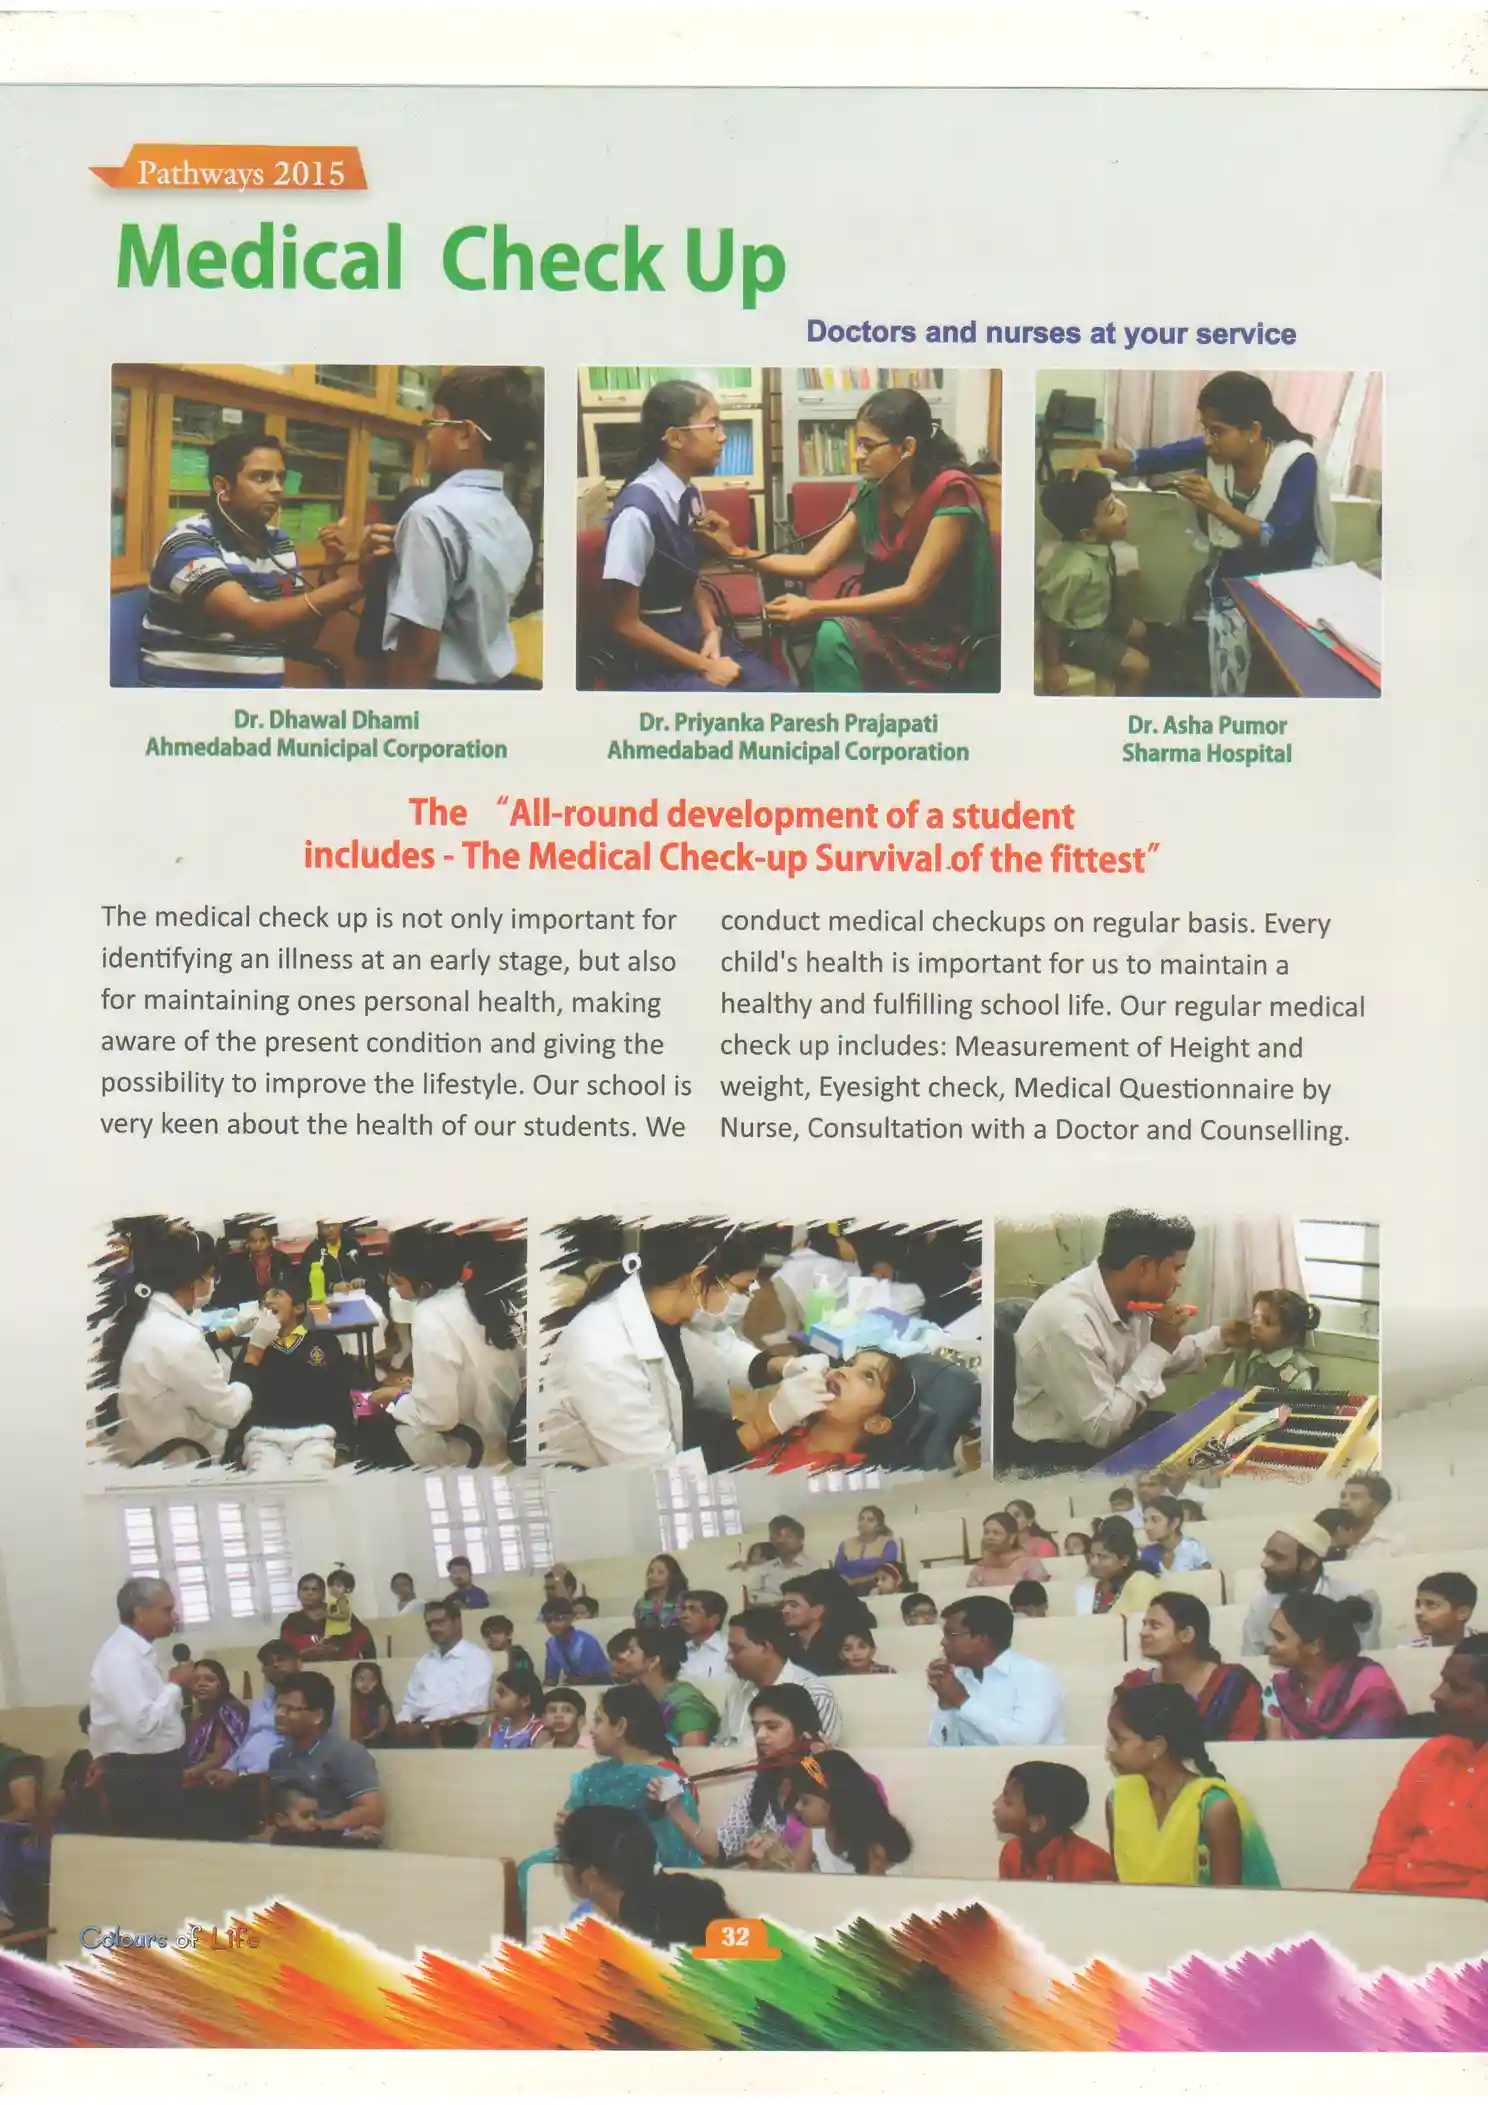 Pathways 2015
Medical Check Up
Doctors and nurses at your service
Dr. Dhawal Dhami
Ahmedabad Municipal Corporation
Dr. Priyanka Paresh Prajapati
Ahmedabad Municipal Corporation
Dr. Asha Pumor
Sharma Hospital
The “All-round development of a student
includes - The Medical Check-up Survival of the fittest”
The medical check up is not only important for
identifying an illness at an early stage, but also
for maintaining ones personal health, making
aware of the present condition and giving the
possibility to improve the lifestyle. Our school is
very keen about the health of our students. We
conduct medical checkups on regular basis. Every
child's health is important for us to maintain a
healthy and fulfilling school life. Our regular medical
check up includes: Measurement of Height and
weight, Eyesight check, Medical Questionnaire by
Nurse, Consultation with a Doctor and Counselling.
Colours of Life
32